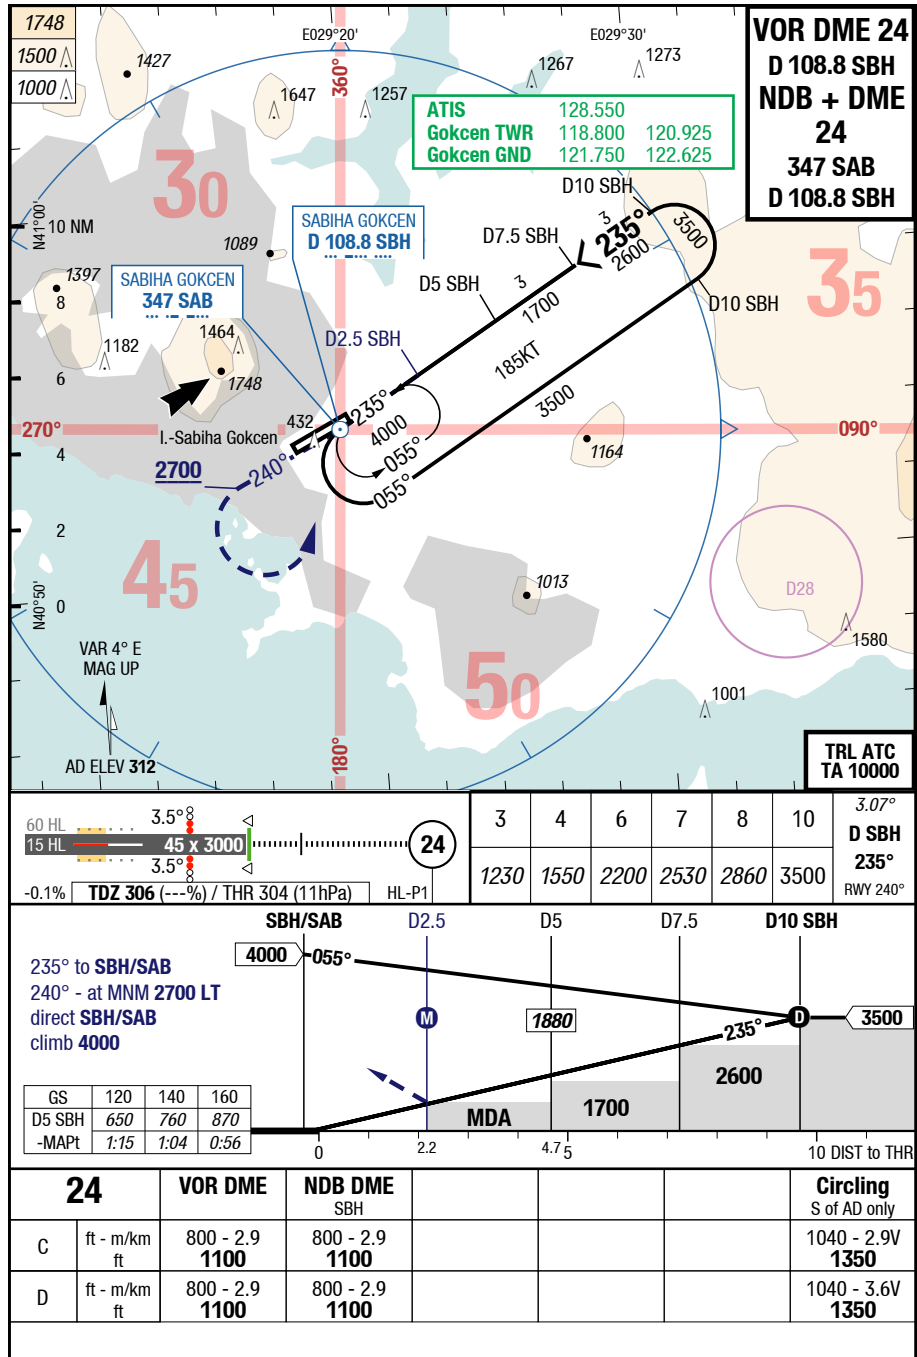 1748
1500
1000
1427
1647
1257
1267
1273
E029°20'
E029°30'
360°
VOR DME 24
D 108.8 SBH
NDB + DME
24
347 SAB
D 108.8 SBH
ATIS 128.550
Gokcen TWR 118.800 120.925
Gokcen GND 121.750 122.625
30
35
45
50
N41°00'
10 NM
8
6
4
2
0
N40°50'
1089
1397
1182
1464
1748
SABIHA GOKCEN
D 108.8 SBH
SABIHA GOKCEN
347 SAB
D10 SBH
D7.5 SBH
D5 SBH
D2.5 SBH
D10 SBH
3
235°
2600
3500
3
1700
185KT
3500
235°
4000
055°
055°
432
I.-Sabiha Gokcen
270°
090°
2700
240°
1164
1013
D28
1580
1001
180°
VAR 4° E
MAG UP
AD ELEV 312
TRL ATC
TA 10000
60 HL
15 HL
3.5°
45 x 3000
3.5°
24
-0.1%
TDZ 306 (---%) / THR 304 (11hPa)
HL-P1
3 4 6 7 8 10
1230 1550 2200 2530 2860 3500
3.07°
D SBH
235°
RWY 240°
SBH/SAB D2.5 D5 D7.5 D10 SBH
4000
055°
235° to SBH/SAB
240° - at MNM 2700 LT
direct SBH/SAB
climb 4000
M
1880
235°
D
3500
2600
1700
MDA
GS 120 140 160
D5 SBH 650 760 870
-MAPt 1:15 1:04 0:56
0 2.2 4.7 5 10 DIST to THR
24 VOR DME NDB DME Circling
SBH S of AD only
C ft - m/km 800 - 2.9 800 - 2.9 1040 - 2.9V
ft 1100 1100 1350
D ft - m/km 800 - 2.9 800 - 2.9 1040 - 3.6V
ft 1100 1100 1350